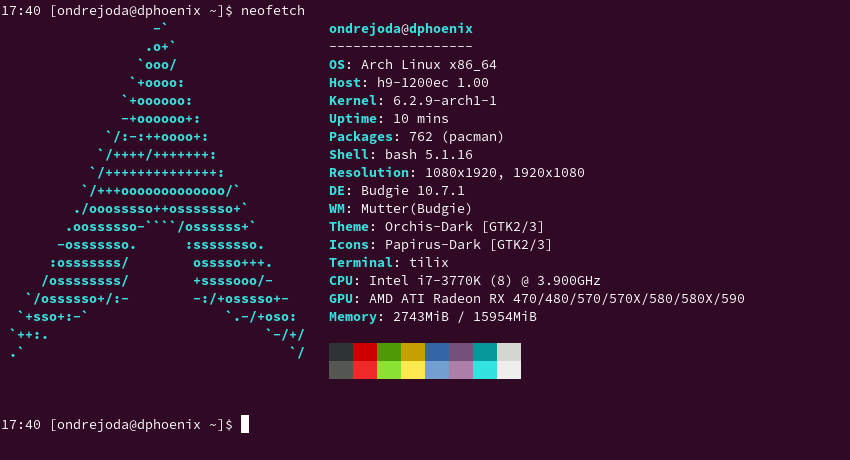 17:40 [ondrejoda@dphoenix ~]$ neofetch
-`
.o+`
`ooo/
`+oooo:
`+oooooo:
-+oooooo+:
`/:-:++oooo+:
`/++++/+++++++:
`/++++++++++++++:
`/+++ooooooooooooo/`
./ooosssso++osssssso+`
.oossssso-````/ossssss+`
-osssssso.      :ssssssso.
:osssssss/        osssso+++.
/ossssssss/        +ssssooo/-
`/ossssso+/:-        -:/+osssso+-
`+sso+:-`                 `.-/+oso:
`++:.                           `-/+/
.`                                 `/
ondrejoda@dphoenix
------------------
OS: Arch Linux x86_64
Host: h9-1200ec 1.00
Kernel: 6.2.9-arch1-1
Uptime: 10 mins
Packages: 762 (pacman)
Shell: bash 5.1.16
Resolution: 1080x1920, 1920x1080
DE: Budgie 10.7.1
WM: Mutter(Budgie)
Theme: Orchis-Dark [GTK2/3]
Icons: Papirus-Dark [GTK2/3]
Terminal: tilix
CPU: Intel i7-3770K (8) @ 3.900GHz
GPU: AMD ATI Radeon RX 470/480/570/570X/580/580X/590
Memory: 2743MiB / 15954MiB
17:40 [ondrejoda@dphoenix ~]$